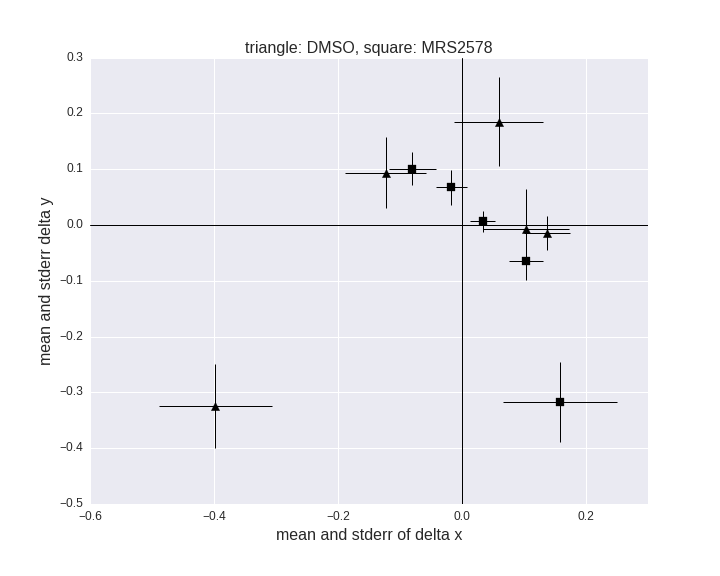 triangle: DMSO, square: MRS2578
0.3
0.2
0.1
0.0
−0.1
−0.2
−0.3
−0.4
−0.5
mean and stderr delta y
−0.6 −0.4 −0.2 0.0 0.2
mean and stderr of delta x